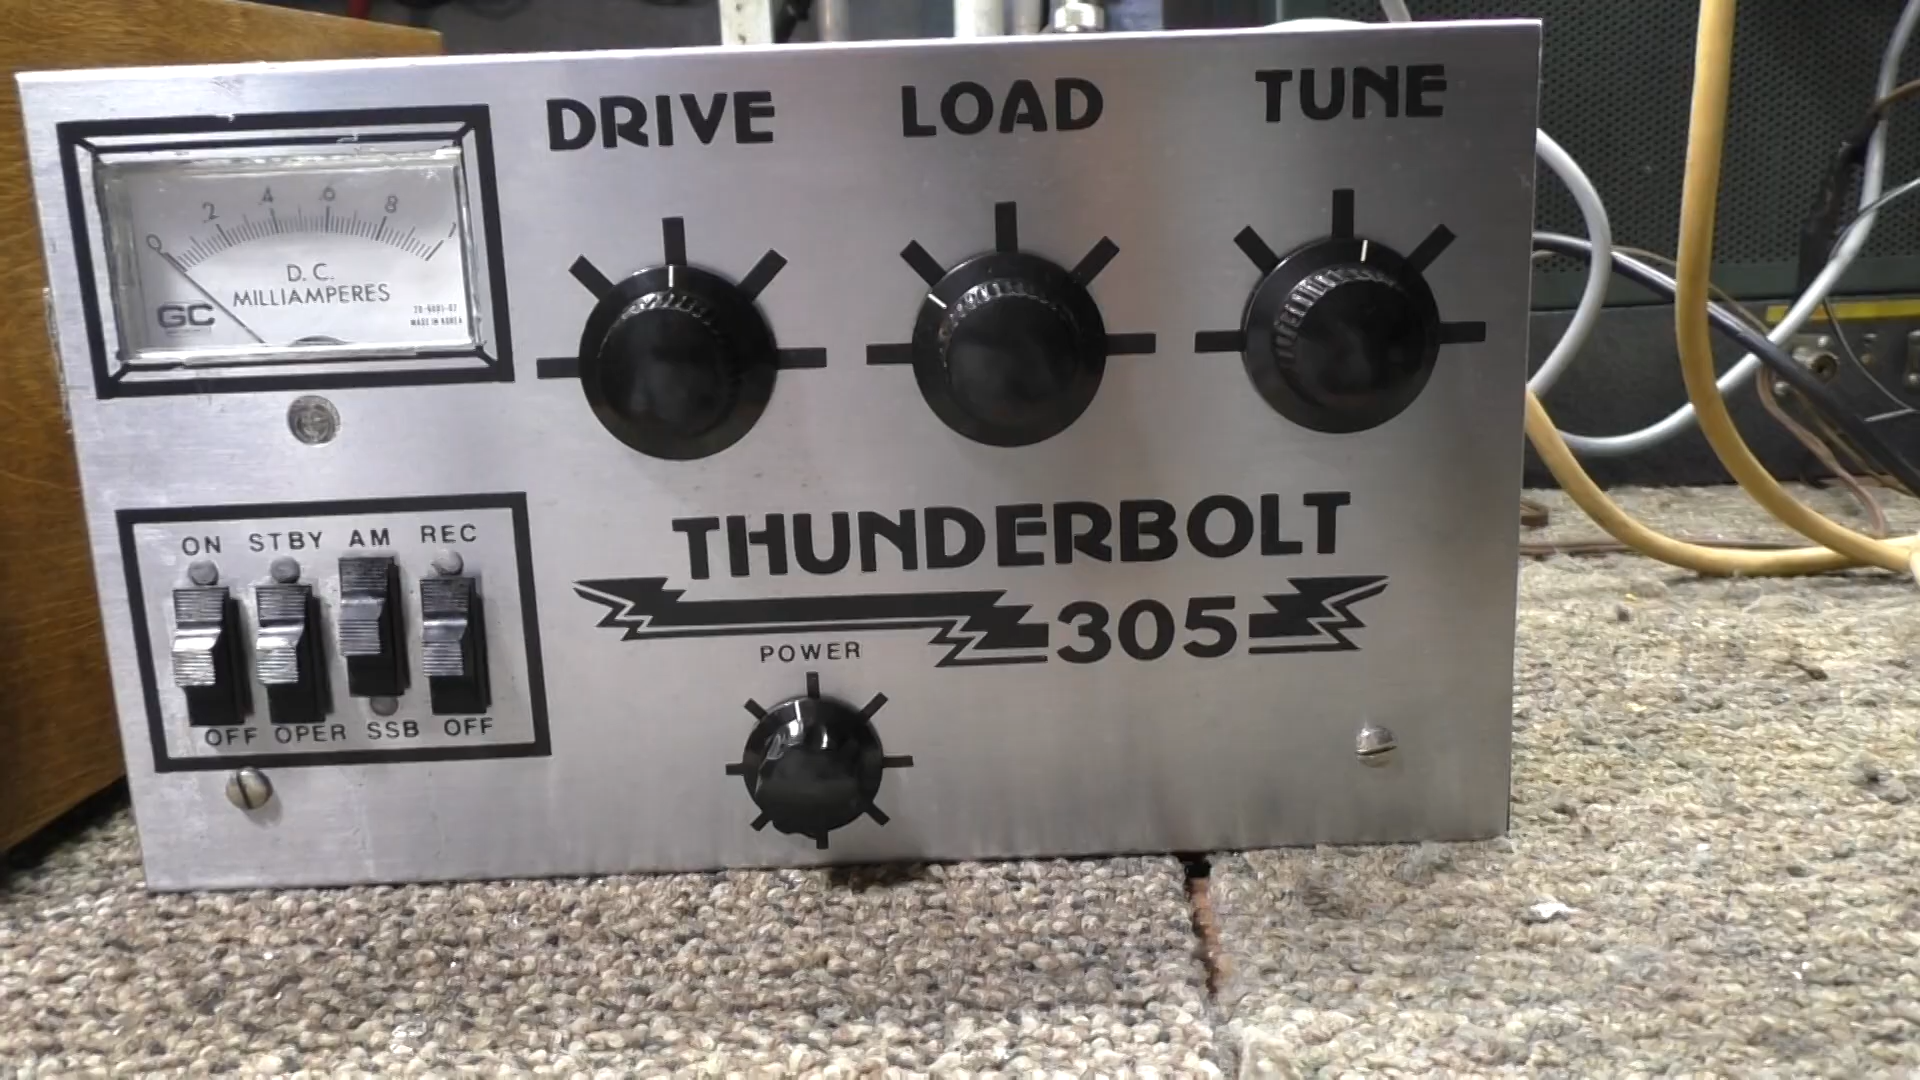 DRIVE LOAD TUNE
0 .2 .4 .6 .8
D.C.
MILLIAMPERES
GC
MADE IN KOREA
ON STBY AM REC
OFF OPER SSB OFF
THUNDERBOLT
305
POWER